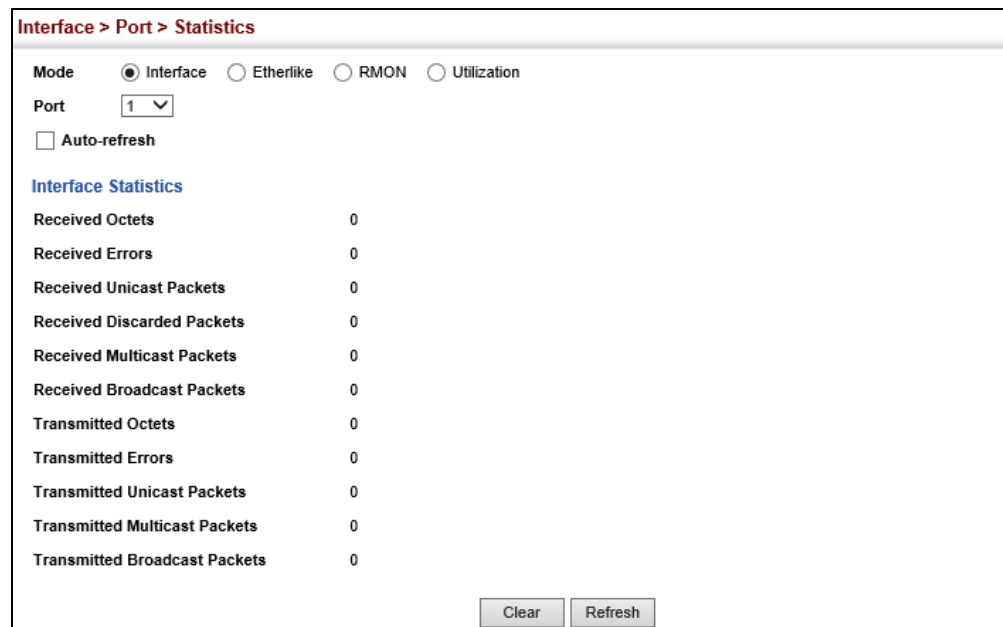 Interface > Port > Statistics
Mode Interface Etherlike RMON Utilization
Port 1
Auto-refresh
Interface Statistics
Received Octets 0
Received Errors 0
Received Unicast Packets 0
Received Discarded Packets 0
Received Multicast Packets 0
Received Broadcast Packets 0
Transmitted Octets 0
Transmitted Errors 0
Transmitted Unicast Packets 0
Transmitted Multicast Packets 0
Transmitted Broadcast Packets 0
Clear Refresh